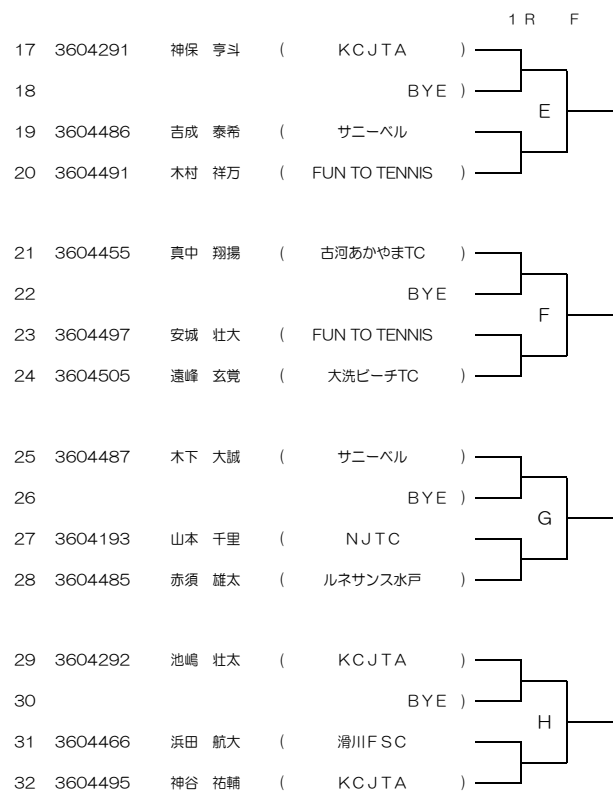 1R F
17 3604291 神保 亨斗 ( KCJTA )
18 BYE )
19 3604486 吉成 泰希 ( サニーベル
20 3604491 木村 祥万 ( FUN TO TENNIS )
E
21 3604455 真中 翔揚 ( 古河あかやまTC )
22 BYE
23 3604497 安城 壮大 ( FUN TO TENNIS
24 3604505 遠峰 玄覚 ( 大洗ビーチTC )
F
25 3604487 木下 大誠 ( サニーベル )
26 BYE )
27 3604193 山本 千里 ( NJTC
28 3604485 赤須 雄太 ( ルネサンス水戸 )
G
29 3604292 池嶋 壮太 ( KCJTA )
30 BYE )
31 3604466 浜田 航大 ( 滑川FSC
32 3604495 神谷 祐輔 ( KCJTA )
H